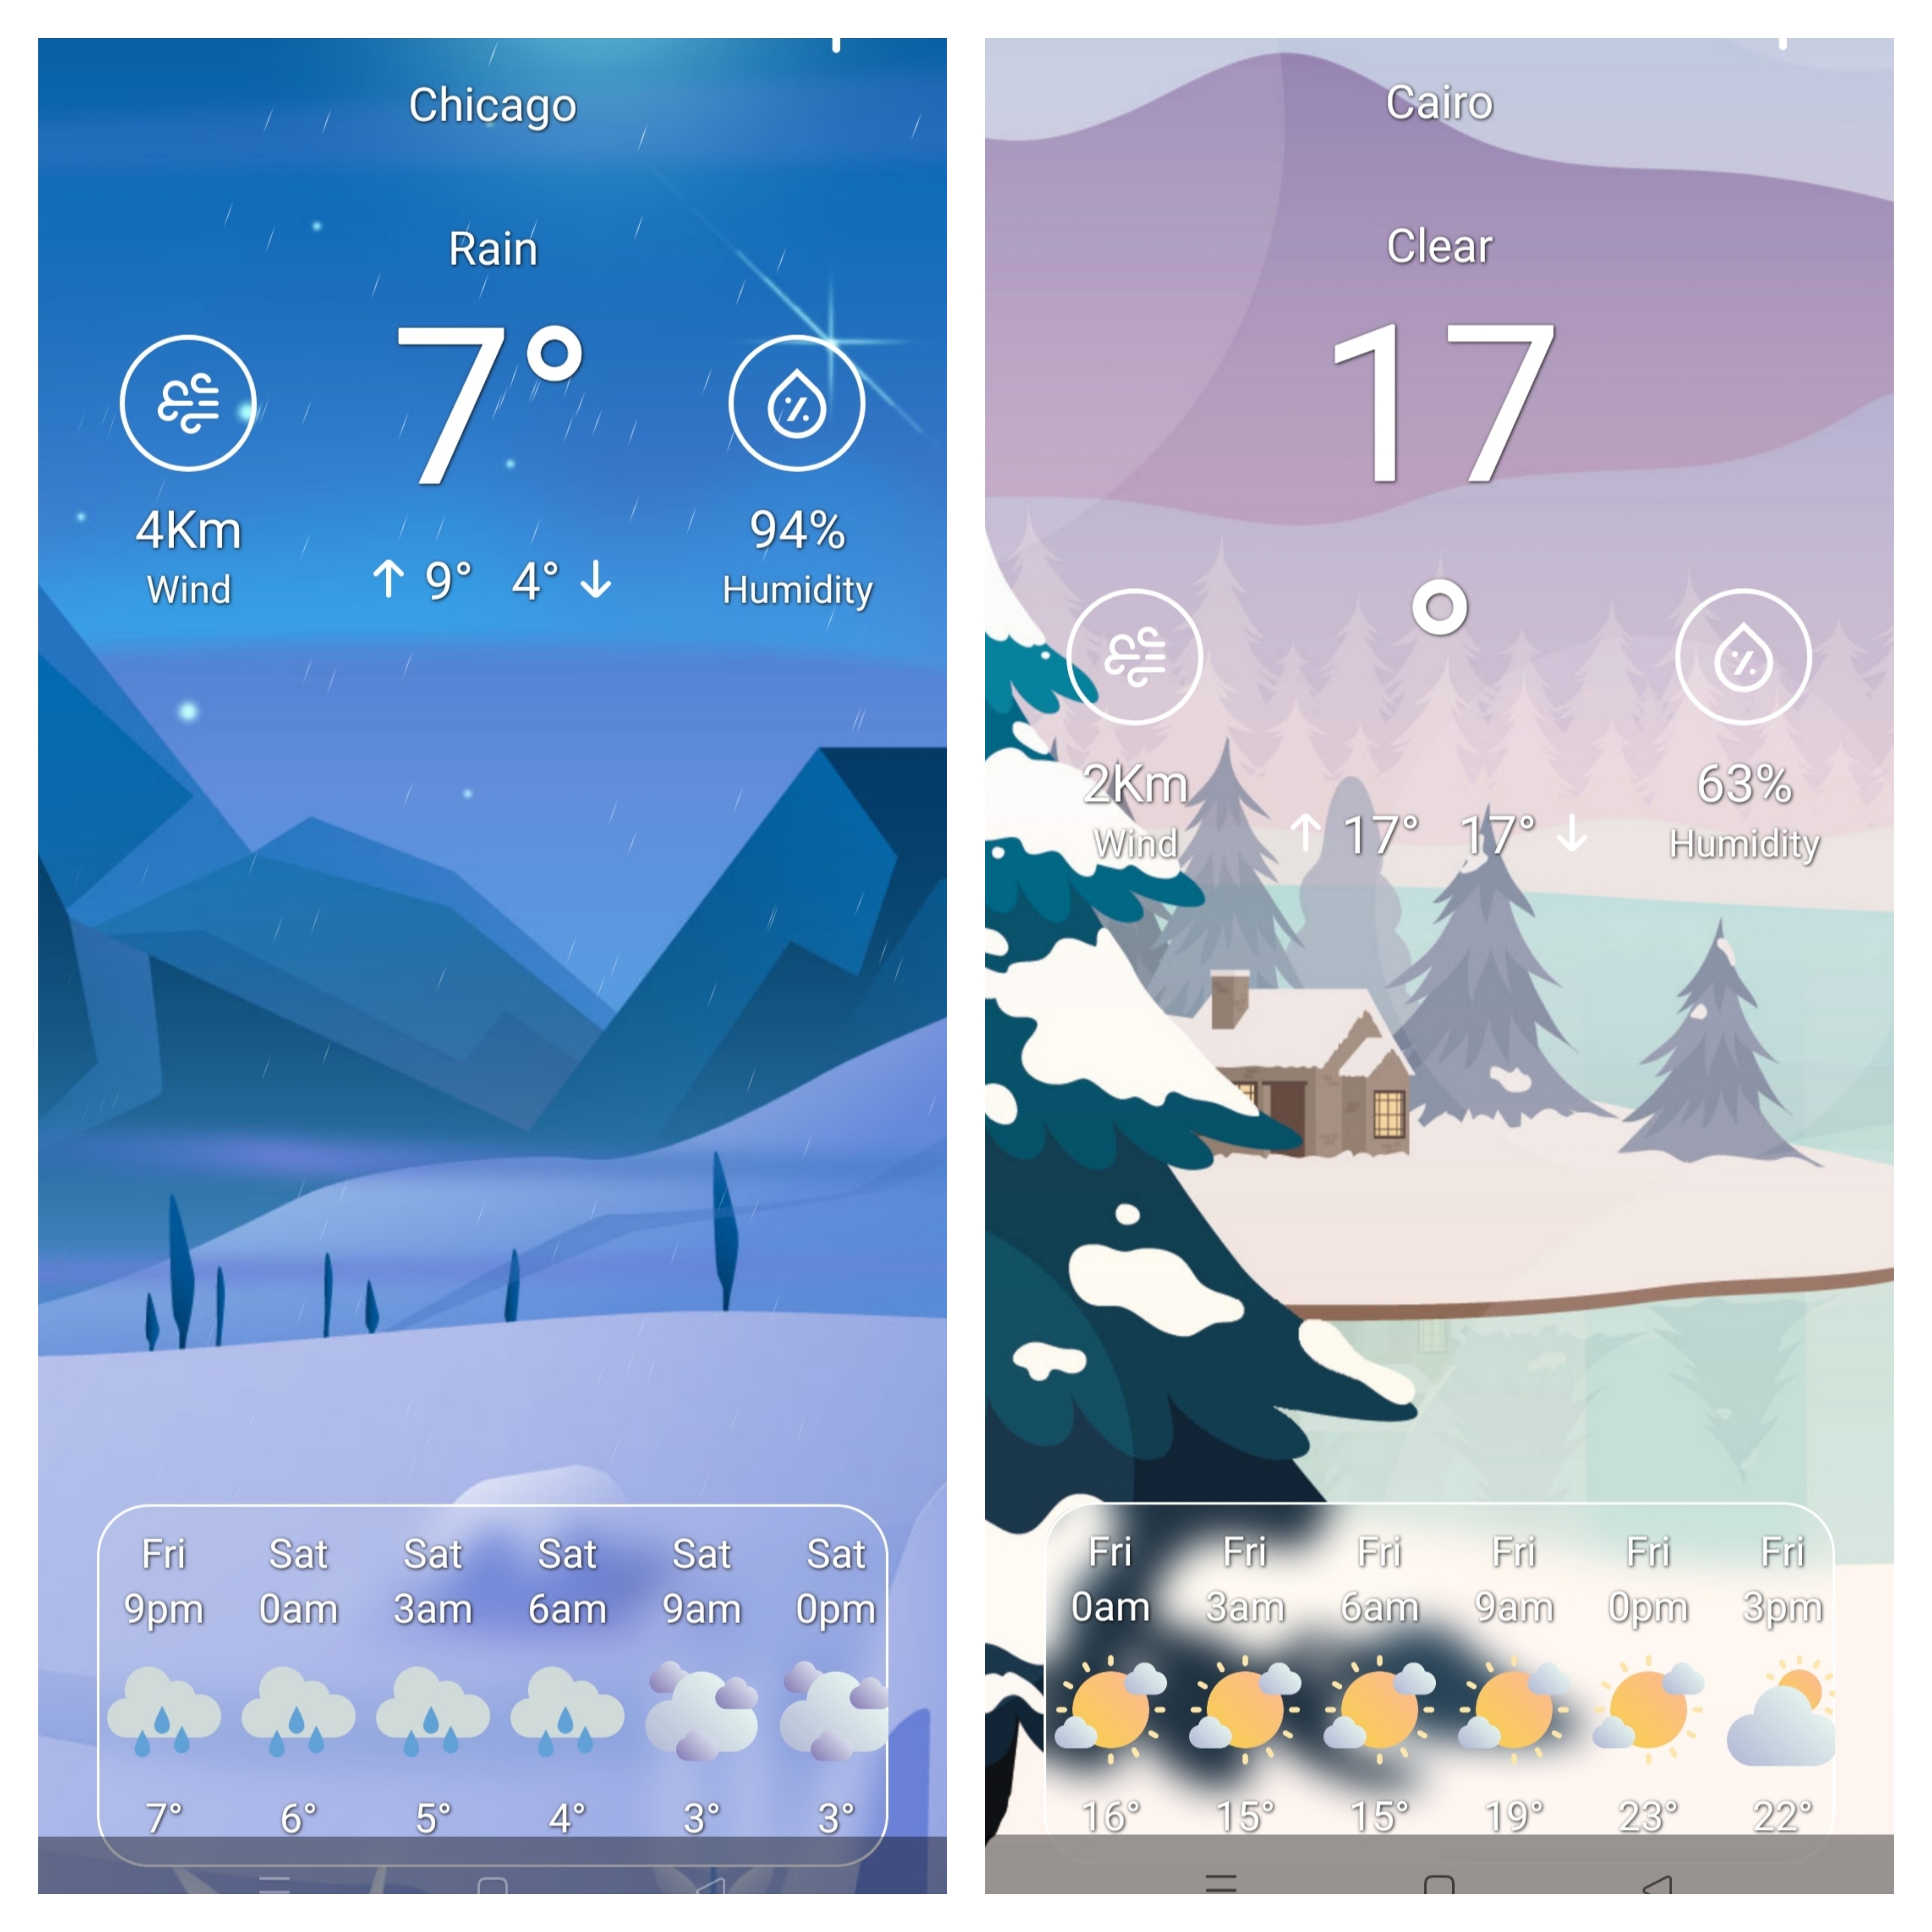 Chicago
Rain
7°
4Km
Wind
↑ 9° 4° ↓
94%
Humidity
Fri Sat Sat Sat Sat Sat
9pm 0am 3am 6am 9am 0pm
7° 6° 5° 4° 3° 3°
Cairo
Clear
17
°
2Km
Wind
↑ 17° 17° ↓
63%
Humidity
Fri Fri Fri Fri Fri Fri
0am 3am 6am 9am 0pm 3pm
16° 15° 15° 19° 23° 22°